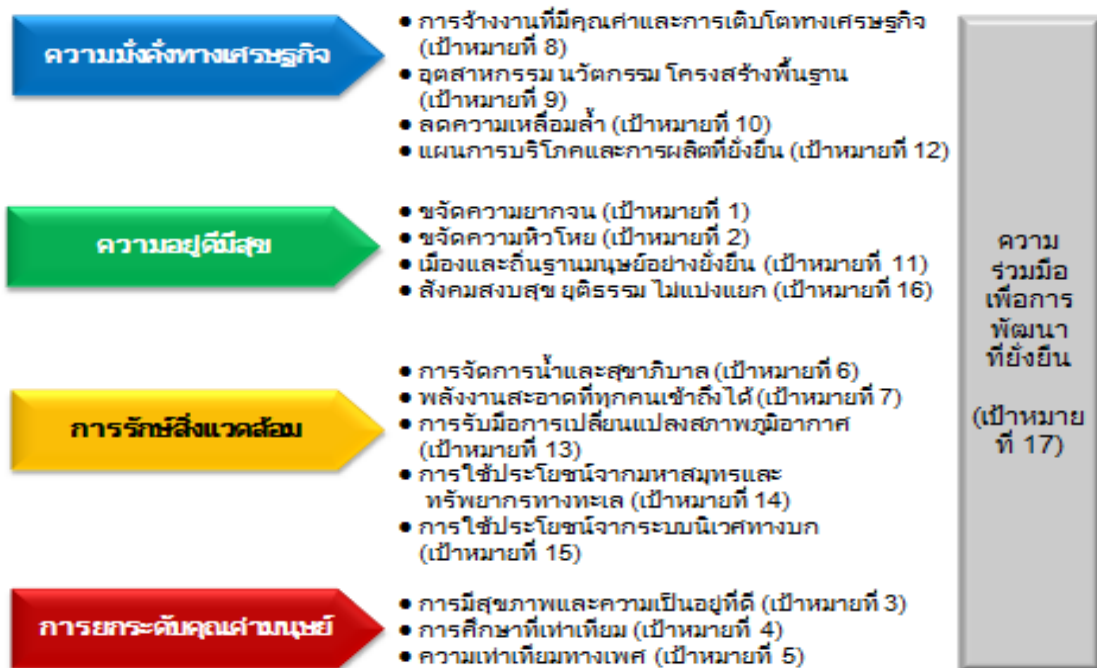 ความมั่งคั่งทางเศรษฐกิจ
● การจ้างงานที่มีคุณค่าและการเติบโตทางเศรษฐกิจ
(เป้าหมายที่ 8)
● อุตสาหกรรม นวัตกรรม โครงสร้างพื้นฐาน
(เป้าหมายที่ 9)
● ลดความเหลื่อมล้ำ (เป้าหมายที่ 10)
● แผนการบริโภคและการผลิตที่ยั่งยืน (เป้าหมายที่ 12)
ความอยู่ดีมีสุข
● ขจัดความยากจน (เป้าหมายที่ 1)
● ขจัดความหิวโหย (เป้าหมายที่ 2)
● เมืองและถิ่นฐานมนุษย์อย่างยั่งยืน (เป้าหมายที่ 11)
● สังคมสงบสุข ยุติธรรม ไม่แบ่งแยก (เป้าหมายที่ 16)
การรักษ์สิ่งแวดล้อม
● การจัดการน้ำและสุขาภิบาล (เป้าหมายที่ 6)
● พลังงานสะอาดที่ทุกคนเข้าถึงได้ (เป้าหมายที่ 7)
● การรับมือการเปลี่ยนแปลงสภาพภูมิอากาศ
(เป้าหมายที่ 13)
● การใช้ประโยชน์จากมหาสมุทรและ
ทรัพยากรทางทะเล (เป้าหมายที่ 14)
● การใช้ประโยชน์จากระบบนิเวศทางบก
(เป้าหมายที่ 15)
การยกระดับคุณค่ามนุษย์
● การมีสุขภาพและความเป็นอยู่ที่ดี (เป้าหมายที่ 3)
● การศึกษาที่เท่าเทียม (เป้าหมายที่ 4)
● ความเท่าเทียมทางเพศ (เป้าหมายที่ 5)
ความ
ร่วมมือ
เพื่อการ
พัฒนา
ที่ยั่งยืน
(เป้าหมาย
ที่ 17)